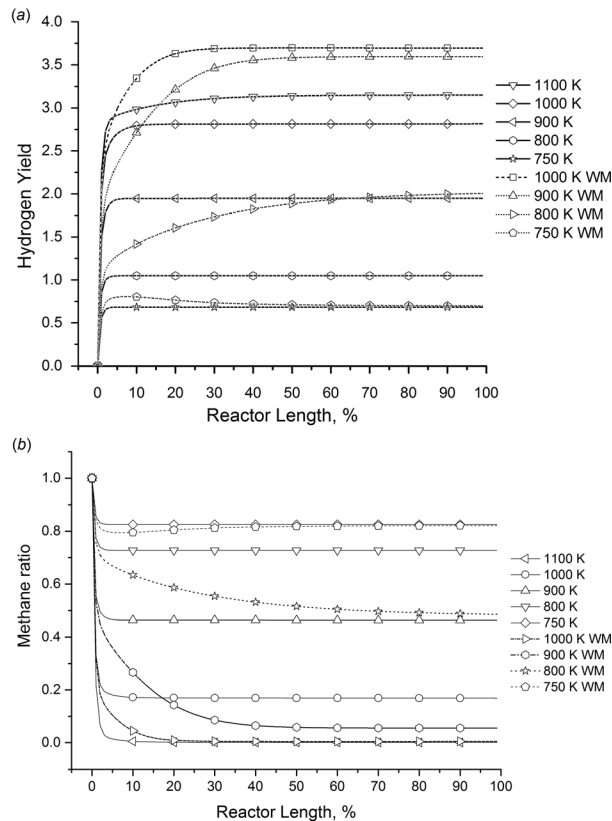 (a)
4.0
3.5
3.0
2.5
2.0
1.5
1.0
0.5
0.0
Hydrogen Yield
0 10 20 30 40 50 60 70 80 90 100
Reactor Length, %
1100 K
1000 K
900 K
800 K
750 K
1000 K WM
900 K WM
800 K WM
750 K WM
(b)
1.0
0.8
0.6
0.4
0.2
0.0
Methane ratio
0 10 20 30 40 50 60 70 80 90 100
Reactor Length, %
1100 K
1000 K
900 K
800 K
750 K
1000 K WM
900 K WM
800 K WM
750 K WM